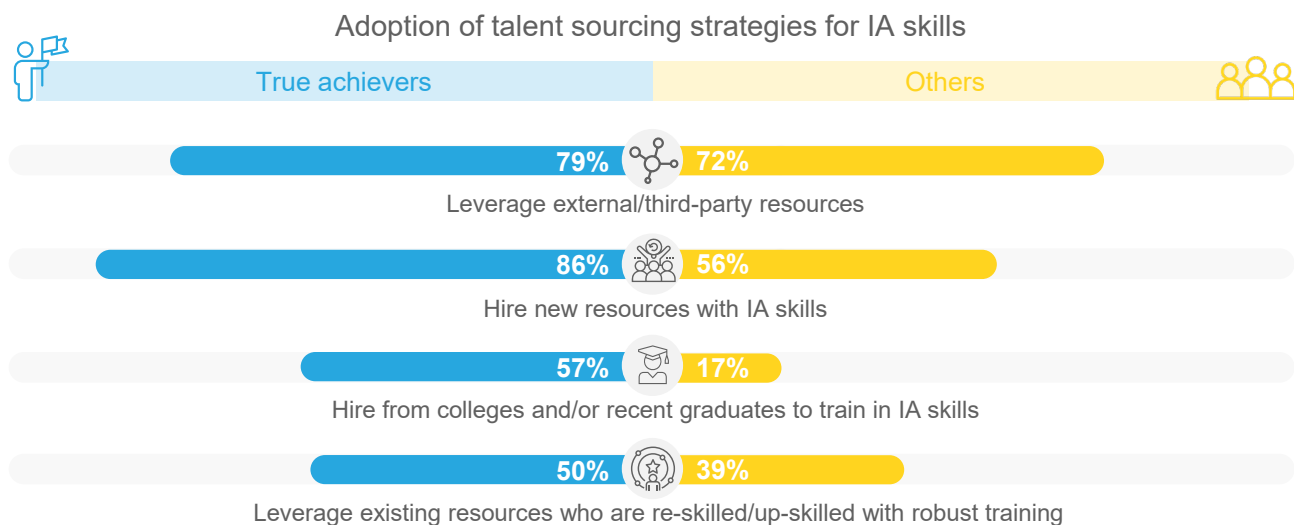 Adoption of talent sourcing strategies for IA skills
True achievers Others
79% 72%
Leverage external/third-party resources
86% 56%
Hire new resources with IA skills
57% 17%
Hire from colleges and/or recent graduates to train in IA skills
50% 39%
Leverage existing resources who are re-skilled/up-skilled with robust training